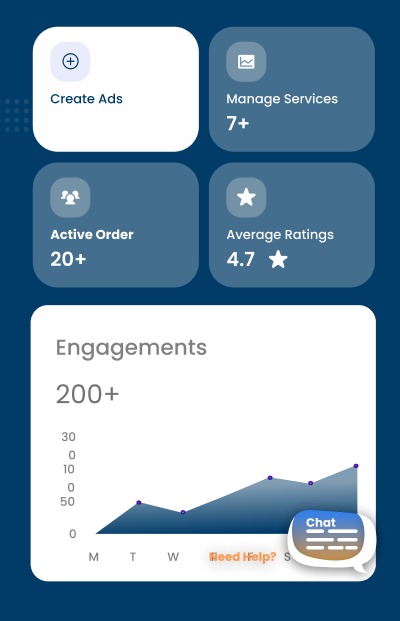 Create Ads
Manage Services
7+
Active Order
20+
Average Ratings
4.7
Engagements
200+
30
0
10
0
50
0
M T W F S
Need Help?
Chat